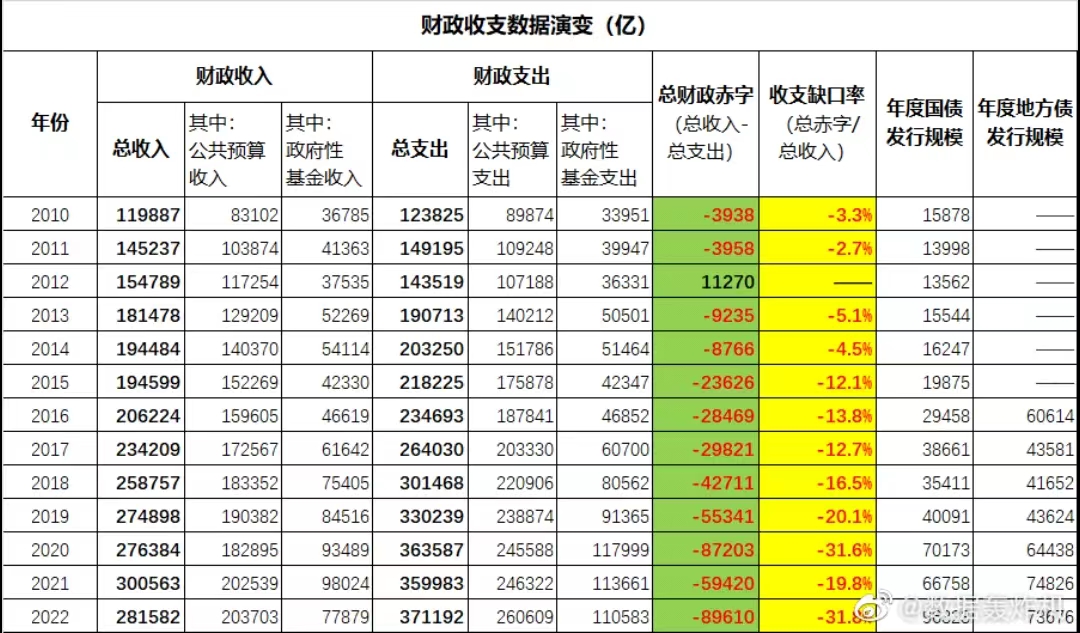 财政收支数据演变（亿）
年份 财政收入 财政支出 总财政赤字（总收入-总支出） 收支缺口率（总赤字/总收入） 年度国债发行规模 年度地方债发行规模
总收入 其中：公共预算收入 其中：政府性基金收入 总支出 其中：公共预算支出 其中：政府性基金支出
2010 119887 83102 36785 123825 89874 33951 -3938 -3.3% 15878 ——
2011 145237 103874 41363 149195 109248 39947 -3958 -2.7% 13998 ——
2012 154789 117254 37535 143519 107188 36331 11270 —— 13562 ——
2013 181478 129209 52269 190713 140212 50501 -9235 -5.1% 15544 ——
2014 194484 140370 54114 203250 151786 51464 -8766 -4.5% 16247 ——
2015 194599 152269 42330 218225 175878 42347 -23626 -12.1% 19875 ——
2016 206224 159605 46619 234693 187841 46852 -28469 -13.8% 29458 60614
2017 234209 172567 61642 264030 203330 60700 -29821 -12.7% 38661 43581
2018 258757 183352 75405 301468 220906 80562 -42711 -16.5% 35411 41652
2019 274898 190382 84516 330239 238874 91365 -55341 -20.1% 40091 43624
2020 276384 182895 93489 363587 245588 117999 -87203 -31.6% 70173 64438
2021 300563 202539 98024 359983 246322 113661 -59420 -19.8% 66758 74826
2022 281582 203703 77879 371192 260609 110583 -89610 -31.8% 73676
@数据轰炸机